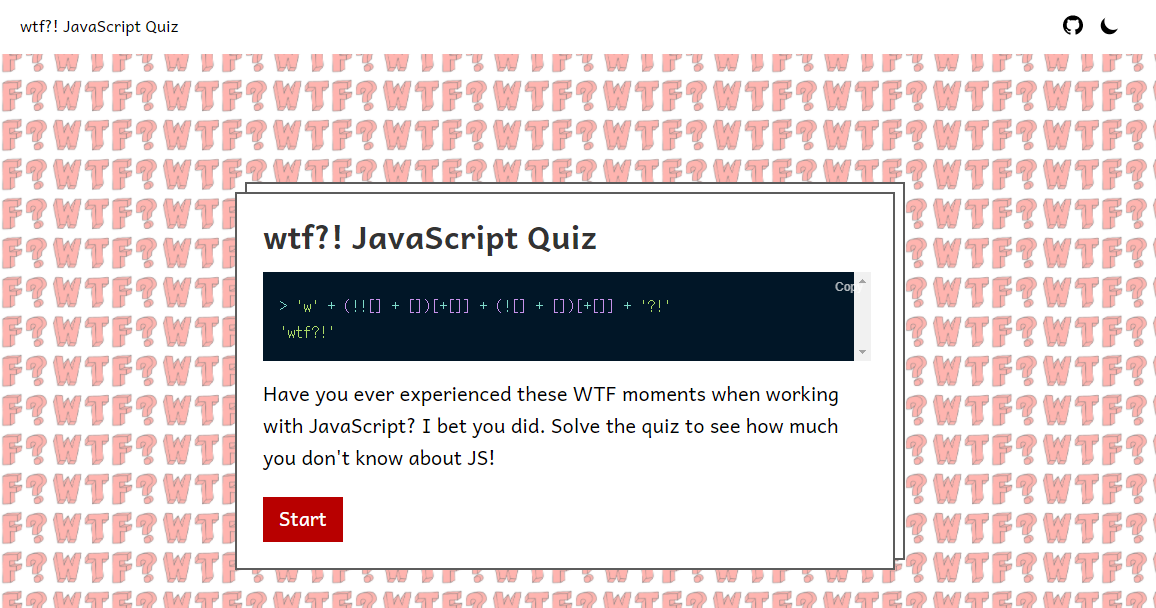 wtf?! JavaScript Quiz
wtf?! JavaScript Quiz
Copy
> 'w' + (!![] + [])[+[]] + (![] + [])[+[]] + '?!'
'wtf?!'
Have you ever experienced these WTF moments when working
with JavaScript? I bet you did. Solve the quiz to see how much
you don't know about JS!
Start